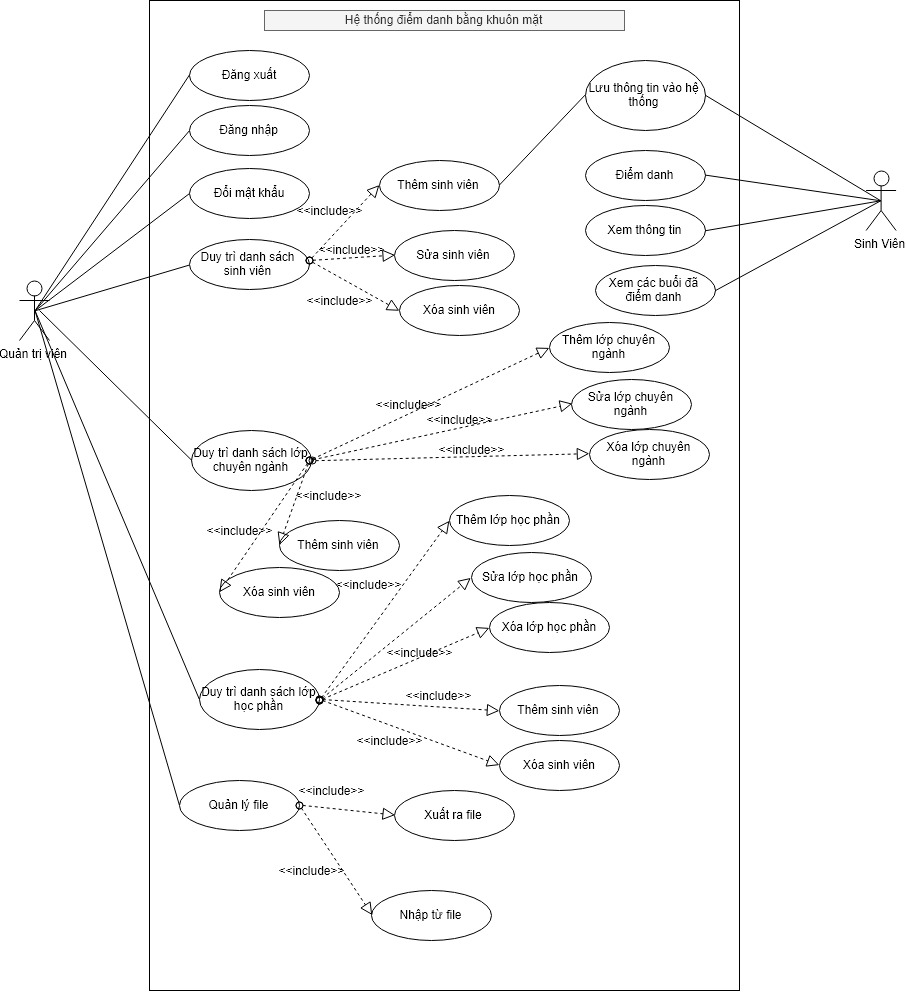 Hệ thống điểm danh bằng khuôn mặt
Đăng xuất
Lưu thông tin vào hệ
thống
Đăng nhập
Thêm sinh viên
Điểm danh
Đổi mật khẩu
<<include>>
Xem thông tin
Sinh Viên
Duy trì danh sách
sinh viên
<<include>>
Sửa sinh viên
Xem các buổi đã
điểm danh
<<include>>
Xóa sinh viên
Quản trị viên
Thêm lớp chuyên
ngành
<<include>>
Sửa lớp chuyên
ngành
<<include>>
Duy trì danh sách lớp
chuyên ngành
<<include>>
Xóa lớp chuyên
ngành
<<include>>
<<include>>
Thêm sinh viên
Thêm lớp học phần
Xóa sinh viên
<<include>>
Sửa lớp học phần
Xóa lớp học phần
<<include>>
Duy trì danh sách lớp
học phần
<<include>>
Thêm sinh viên
<<include>>
Xóa sinh viên
Quản lý file
<<include>>
Xuất ra file
<<include>>
Nhập từ file